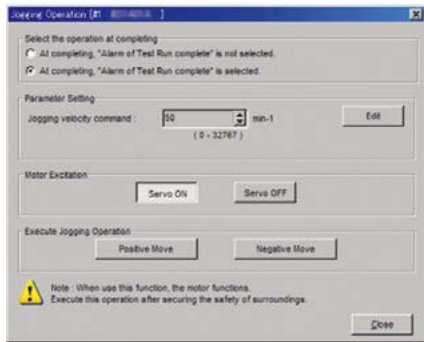 Jogging Operation [#1 ]
Select the operation at completing
At completing, "Alarm of Test Run complete" is not selected.
At completing, "Alarm of Test Run complete" is selected.
Parameter Setting
Jogging velocity command : 50 min-1 Edit
( 0 - 32767 )
Motor Excitation
Servo ON Servo OFF
Execute Jogging Operation
Positive Move Negative Move
Note : When use this function, the motor functions.
Execute this operation after securing the safety of surroundings.
Close